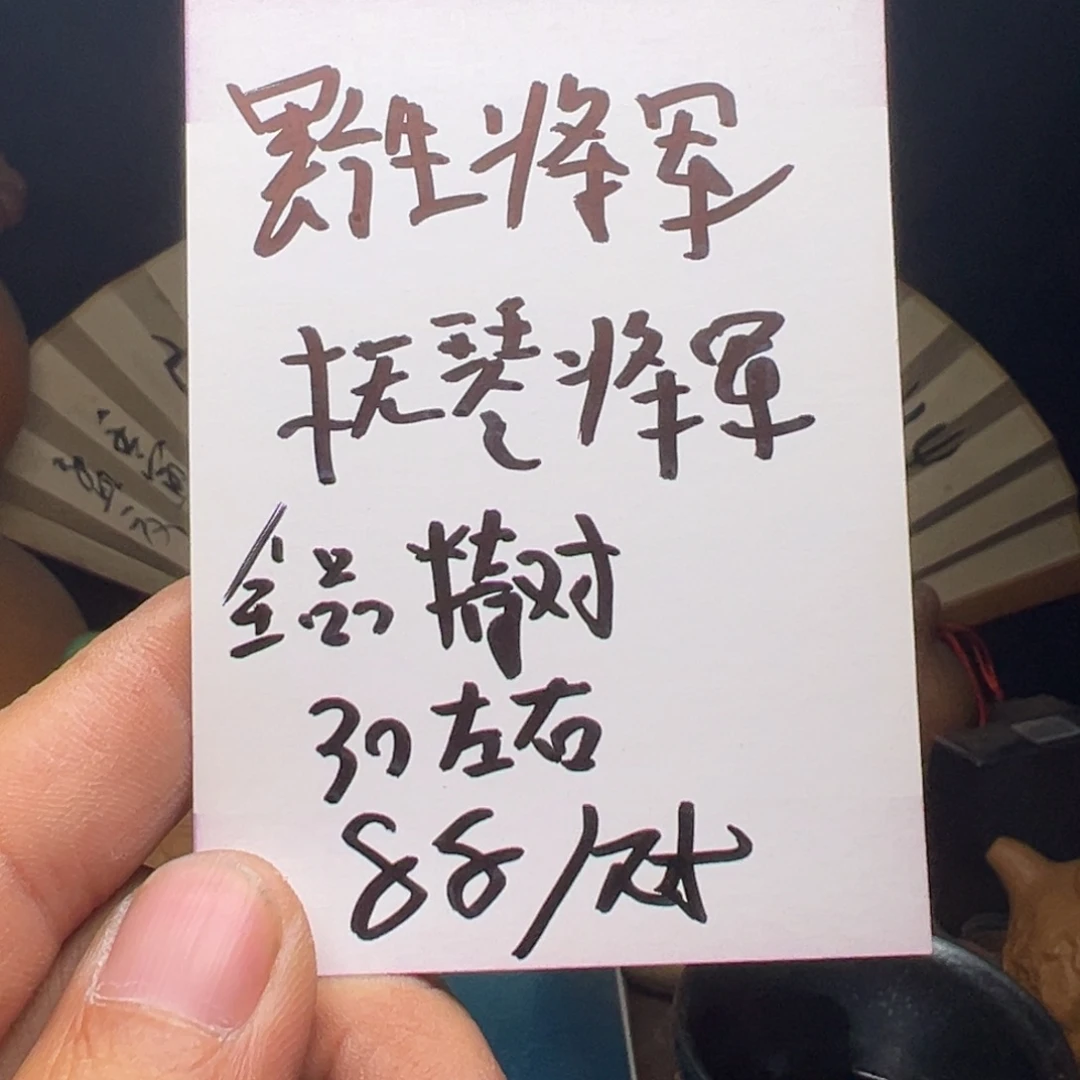 野生将军
抚琴将军
全品 精对
37左右
88/对